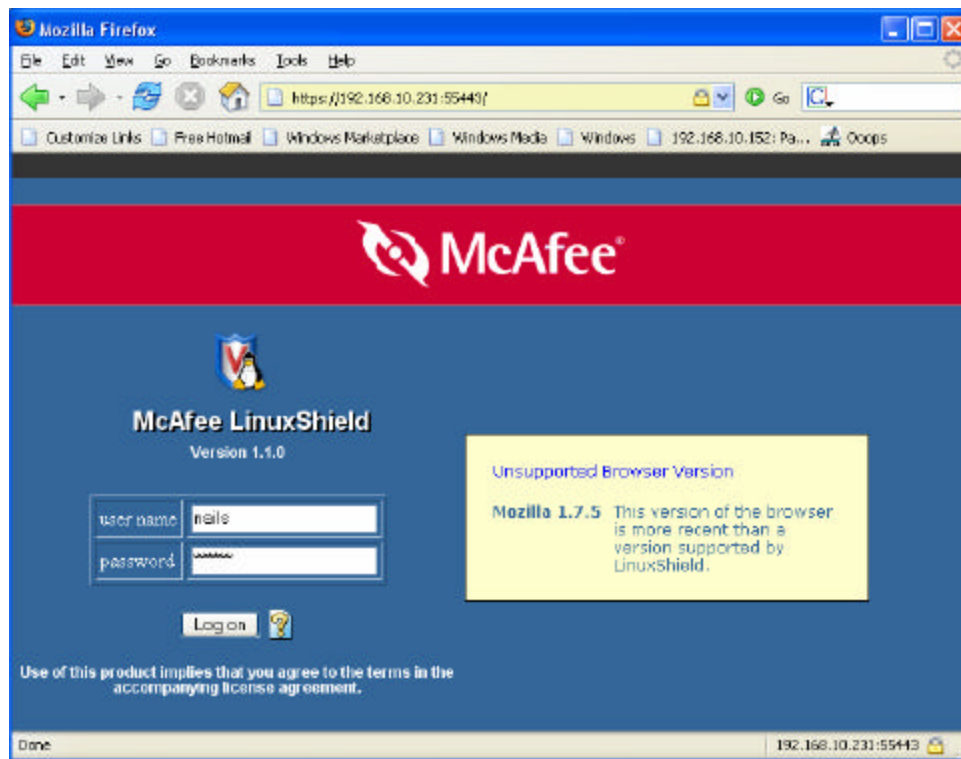 Mozilla Firefox
File Edit View Go Bookmarks Tools Help
https://192.168.10.231:55443/ Go
Customize Links Free Hotmail Windows Marketplace Windows Media Windows 192.168.10.152: Pa... Ooops
McAfee®
McAfee LinuxShield
Version 1.1.0
user name nails
password ******
Log on
Use of this product implies that you agree to the terms in the
accompanying license agreement.
Unsupported Browser Version
Mozilla 1.7.5 This version of the browser
is more recent than a
version supported by
LinuxShield.
Done 192.168.10.231:55443